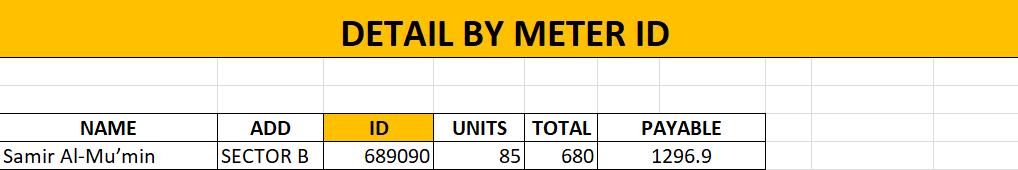 DETAIL BY METER ID
NAME ADD ID UNITS TOTAL PAYABLE
Samir Al-Mu’min SECTOR B 689090 85 680 1296.9